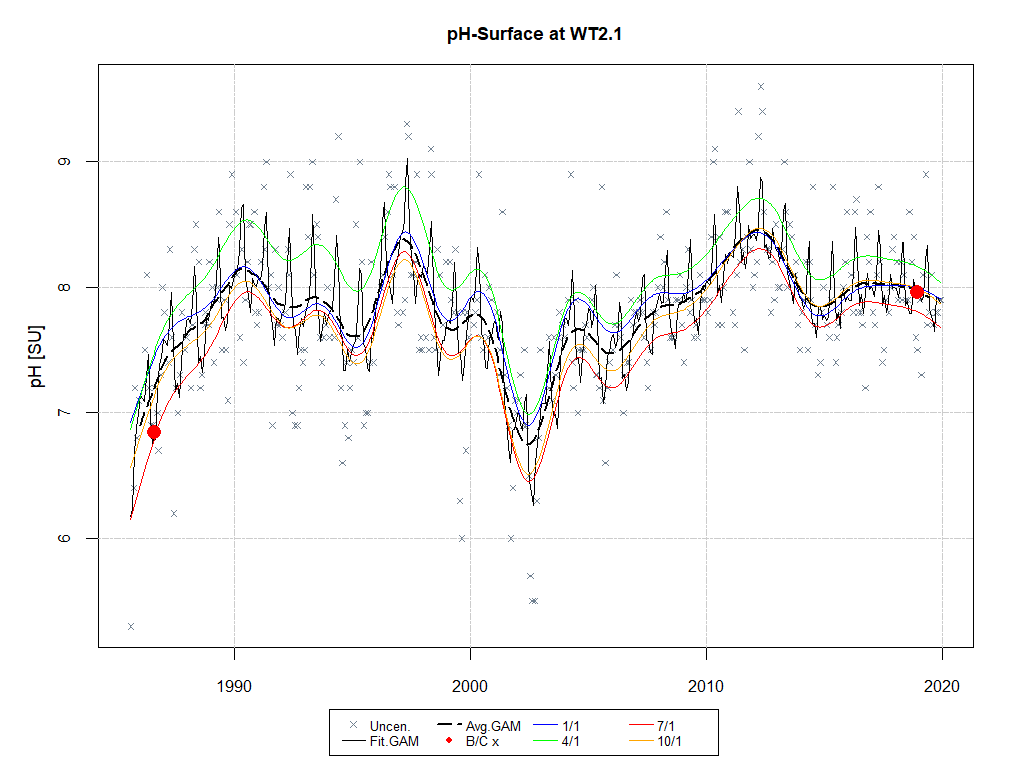 pH-Surface at WT2.1
pH [SU]
9
8
7
6
1990 2000 2010 2020
Uncen. Avg.GAM 1/1 7/1
Fit.GAM B/C x 4/1 10/1